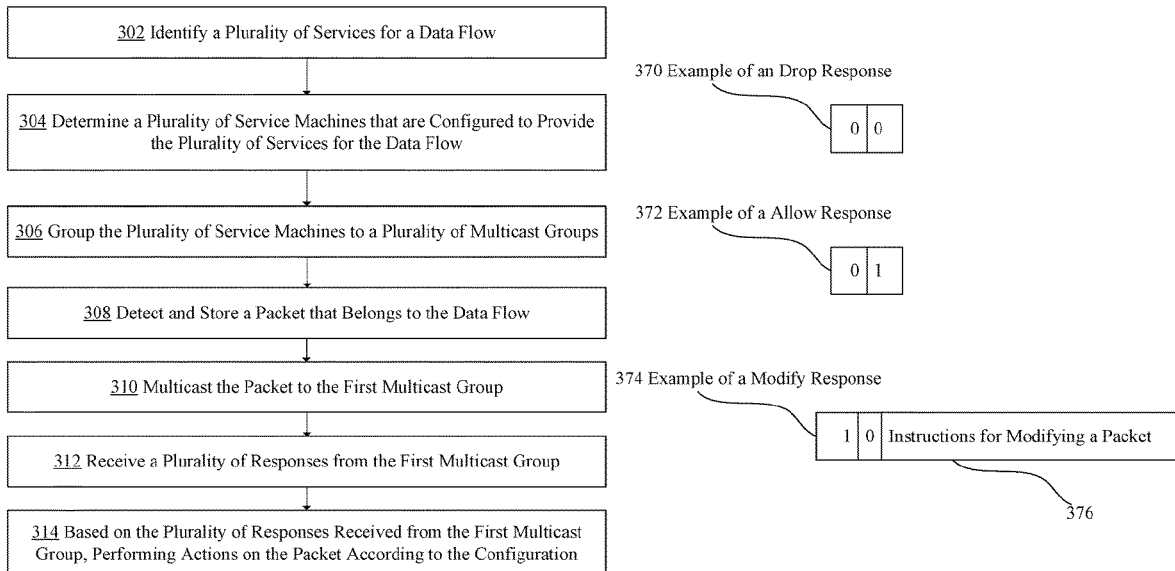 302 Identify a Plurality of Services for a Data Flow
304 Determine a Plurality of Service Machines that are Configured to Provide
the Plurality of Services for the Data Flow
306 Group the Plurality of Service Machines to a Plurality of Multicast Groups
308 Detect and Store a Packet that Belongs to the Data Flow
310 Multicast the Packet to the First Multicast Group
312 Receive a Plurality of Responses from the First Multicast Group
314 Based on the Plurality of Responses Received from the First Multicast
Group, Performing Actions on the Packet According to the Configuration
370 Example of an Drop Response
0 0
372 Example of a Allow Response
0 1
374 Example of a Modify Response
1 0 Instructions for Modifying a Packet
376